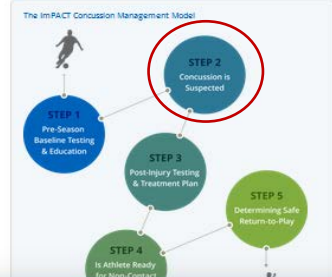 The ImPACT Concussion Management Model
STEP 1
Pre-Season
Baseline Testing
& Education
STEP 2
Concussion is
Suspected
STEP 3
Post-Injury Testing
& Treatment Plan
STEP 4
Is Athlete Ready
for Non-Contact
STEP 5
Determining Safe
Return-to-Play